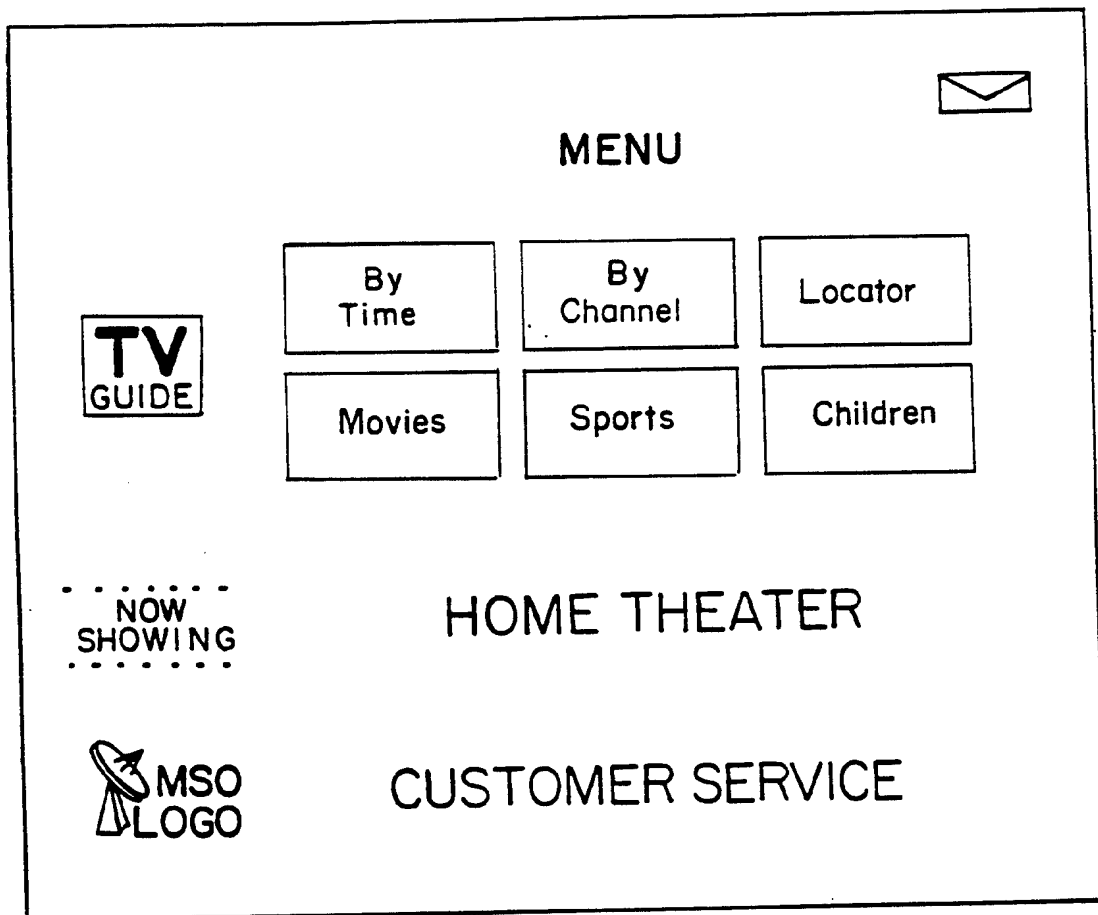 MENU
By
Time
By
Channel
Locator
TV
GUIDE
Movies
Sports
Children
NOW
SHOWING
HOME THEATER
MSO
LOGO
CUSTOMER SERVICE